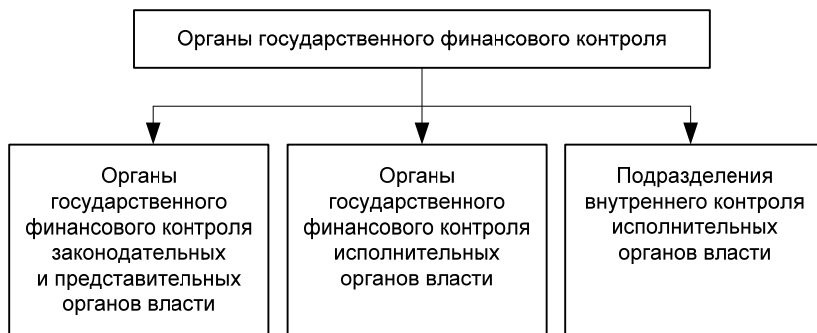 Органы государственного финансового контроля
Органы
государственного
финансового контроля
законодательных
и представительных
органов власти
Органы
государственного
финансового контроля
исполнительных
органов власти
Подразделения
внутреннего контроля
исполнительных
органов власти